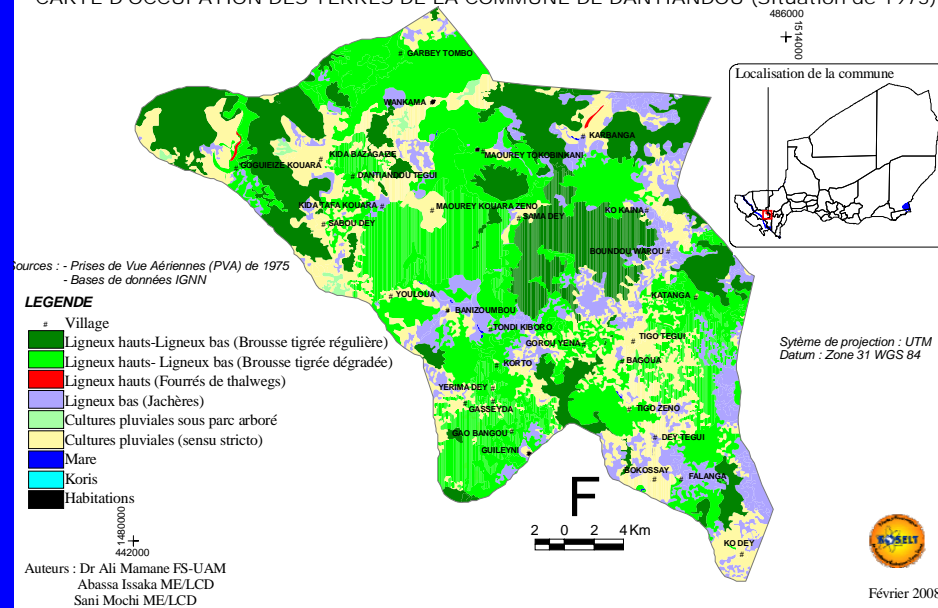 CARTE D'OCCUPATION DES TERRES DE LA COMMUNE DE DANTIANDOU (Situation de 1975)
486000
1514000
Localisation de la commune
GARBEY TOMBO
WANKAMA
KARBANGA
KIDA BAZAGAIZE
MAOUREY TOKOBINKANI
GOGUIEIZE KOUARA
DANTIANDOU TEGUI
KIDA TAFA KOUARA
MAOUREY KOUARA ZENO
SAMA DEY
KO KAINA
SABOU DEY
BOUNDOU WAROU
Sources : - Prises de Vue Aériennes (PVA) de 1975
- Bases de données IGNN
YOULOUA
KATANGA
BANIZOUMBOU
TONDI KIBORO
GOROU YENA
TIGO TEGUI
KORTO
BAGOUA
YERIMA DEY
GASSEYDA
TIGO ZENO
GAO BANGOU
DEY TEGUI
GUILEYNI
BOKOSSAY
FALANGA
KO DEY
LEGENDE
# Village
Ligneux hauts-Ligneux bas (Brousse tigrée régulière)
Ligneux hauts- Ligneux bas (Brousse tigrée dégradée)
Ligneux hauts (Fourrés de thalwegs)
Ligneux bas (Jachères)
Cultures pluviales sous parc arboré
Cultures pluviales (sensu stricto)
Mare
Koris
Habitations
Sytème de projection : UTM
Datum : Zone 31 WGS 84
F
2 0 2 4 Km
1480000
442000
Auteurs : Dr Ali Mamane FS-UAM
Abassa Issaka ME/LCD
Sani Mochi ME/LCD
ROSELT
Février 2008